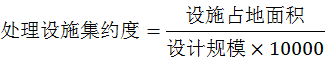 处理设施集约度 = 设施占地面积
设计规模 × 10000